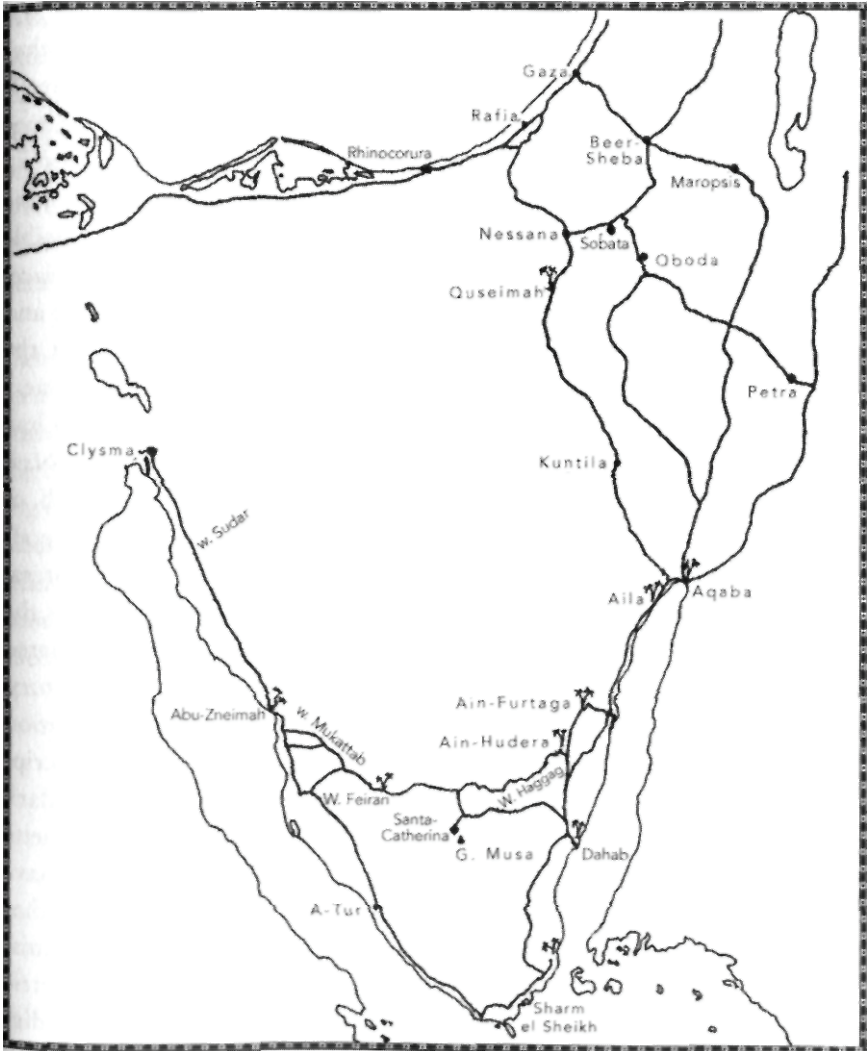 Gaza
Rafia
Rhinocorura
Beer-
Sheba
Maropsis
Nessana
Sobata
Oboda
Quseimah
Petra
Clysma
Kuntila
w. Sudar
Aila
Aqaba
Ain-Furtaga
Abu-Zneimah
w. Mukattab
Ain-Hudera
W. Haggag
W. Feiran
Santa-
Catherina
G. Musa
Dahab
A-Tur
Sharm
el Sheikh